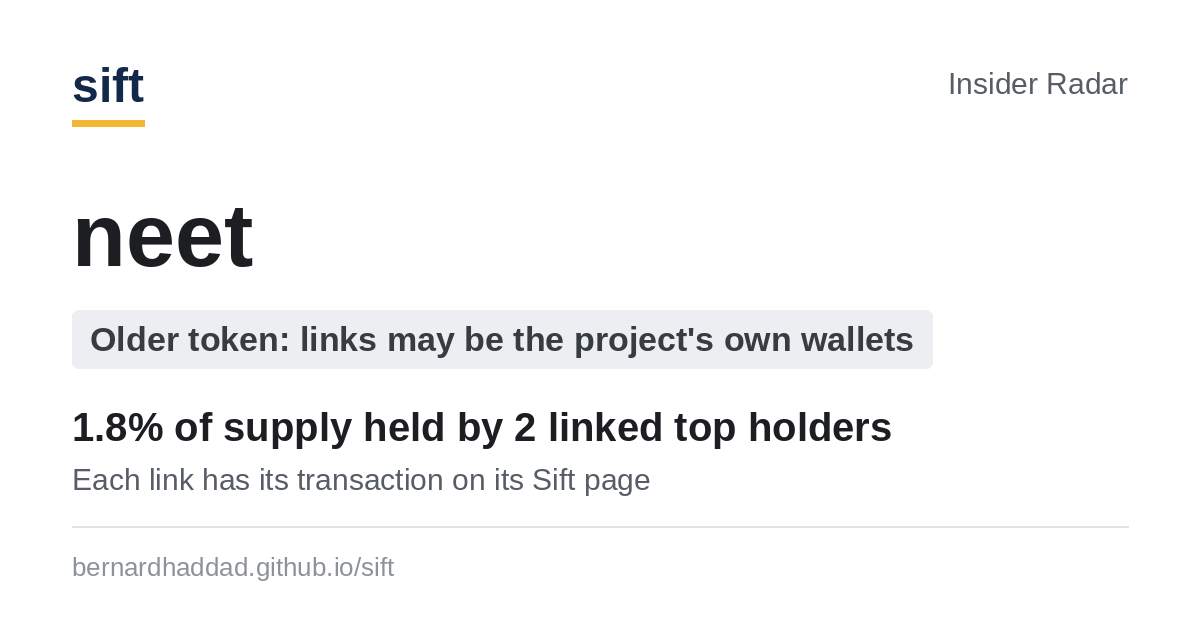 sift
Insider Radar
neet
Older token: links may be the project's own wallets
1.8% of supply held by 2 linked top holders
Each link has its transaction on its Sift page
bernardhaddad.github.io/sift